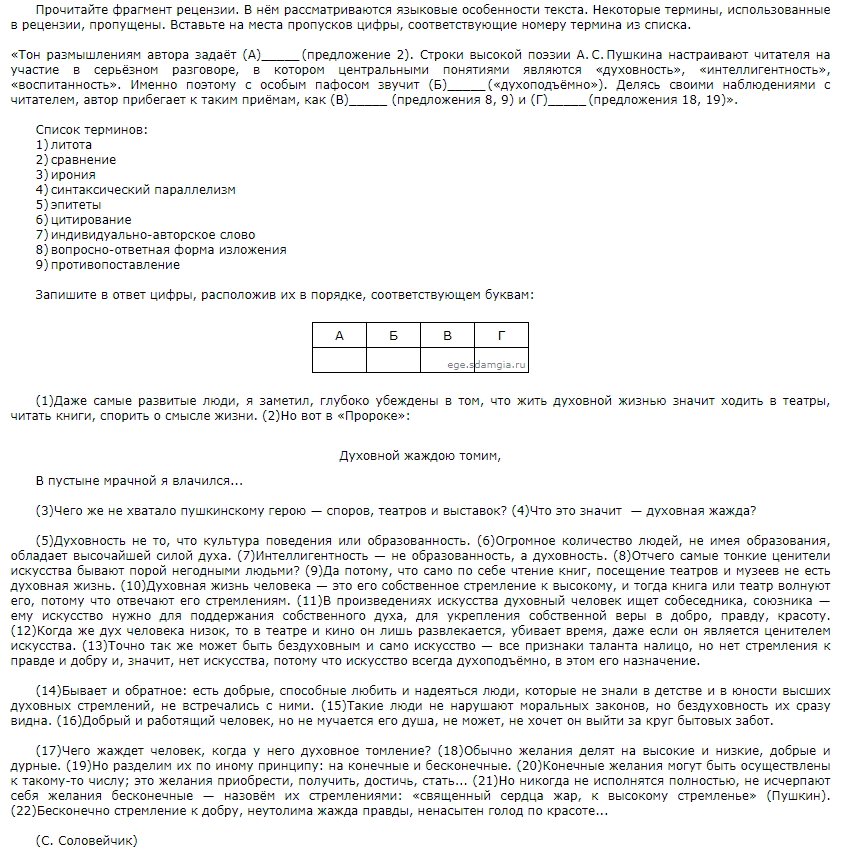 Прочитайте фрагмент рецензии. В нём рассматриваются языковые особенности текста. Некоторые термины, использованные
в рецензии, пропущены. Вставьте на места пропусков цифры, соответствующие номеру термина из списка.
«Тон размышлениям автора задаёт (А)_____(предложение 2). Строки высокой поэзии А. С. Пушкина настраивают читателя на
участие в серьёзном разговоре, в котором центральными понятиями являются «духовность», «интеллигентность»,
«воспитанность». Именно поэтому с особым пафосом звучит (Б)_____(«духоподъёмно»). Делясь своими наблюдениями с
читателем, автор прибегает к таким приёмам, как (В)_____ (предложения 8, 9) и (Г)_____(предложения 18, 19)».
Список терминов:
1) литота
2) сравнение
3) ирония
4) синтаксический параллелизм
5) эпитеты
6) цитирование
7) индивидуально-авторское слово
8) вопросно-ответная форма изложения
9) противопоставление
Запишите в ответ цифры, расположив их в порядке, соответствующем буквам:
А Б В Г
ege.sdamgia.ru
(1)Даже самые развитые люди, я заметил, глубоко убеждены в том, что жить духовной жизнью значит ходить в театры,
читать книги, спорить о смысле жизни. (2)Но вот в «Пророке»:
Духовной жаждою томим,
В пустыне мрачной я влачился...
(3)Чего же не хватало пушкинскому герою — споров, театров и выставок? (4)Что это значит — духовная жажда?
(5)Духовность не то, что культура поведения или образованность. (6)Огромное количество людей, не имея образования,
обладает высочайшей силой духа. (7)Интеллигентность — не образованность, а духовность. (8)Отчего самые тонкие ценители
искусства бывают порой негодными людьми? (9)Да потому, что само по себе чтение книг, посещение театров и музеев не есть
духовная жизнь. (10)Духовная жизнь человека — это его собственное стремление к высокому, и тогда книга или театр волнуют
его, потому что отвечают его стремлениям. (11)В произведениях искусства духовный человек ищет собеседника, союзника —
ему искусство нужно для поддержания собственного духа, для укрепления собственной веры в добро, правду, красоту.
(12)Когда же дух человека низок, то в театре и кино он лишь развлекается, убивает время, даже если он является ценителем
искусства. (13)Точно так же может быть бездуховным и само искусство — все признаки таланта налицо, но нет стремления к
правде и добру и, значит, нет искусства, потому что искусство всегда духоподъёмно, в этом его назначение.
(14)Бывает и обратное: есть добрые, способные любить и надеяться люди, которые не знали в детстве и в юности высших
духовных стремлений, не встречались с ними. (15)Такие люди не нарушают моральных законов, но бездуховность их сразу
видна. (16)Добрый и работящий человек, но не мучается его душа, не может, не хочет он выйти за круг бытовых забот.
(17)Чего жаждет человек, когда у него духовное томление? (18)Обычно желания делят на высокие и низкие, добрые и
дурные. (19)Но разделим их по иному принципу: на конечные и бесконечные. (20)Конечные желания могут быть осуществлены
к такому-то числу; это желания приобрести, получить, достичь, стать... (21)Но никогда не исполнятся полностью, не исчерпают
себя желания бесконечные — назовём их стремлениями: «священный сердца жар, к высокому стремленье» (Пушкин).
(22)Бесконечно стремление к добру, неутолима жажда правды, ненасытен голод по красоте...
(С. Соловейчик)